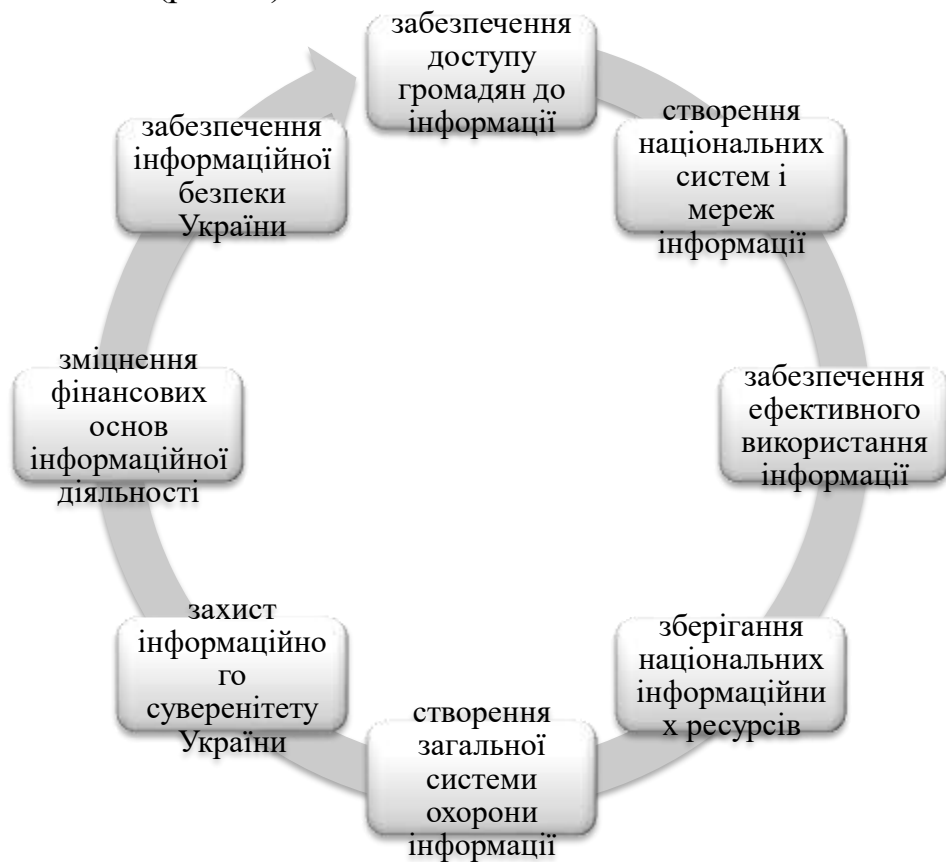 забезпечення
доступу
громадян до
інформації
створення
національних
систем і
мереж
інформації
забезпечення
ефективного
використання
інформації
зберігання
національних
інформаційни
х ресурсів
створення
загальної
системи
охорони
інформації
захист
інформаційно
го
суверенітету
України
зміцнення
фінансових
основ
інформаційної
діяльності
забезпечення
інформаційної
безпеки
України